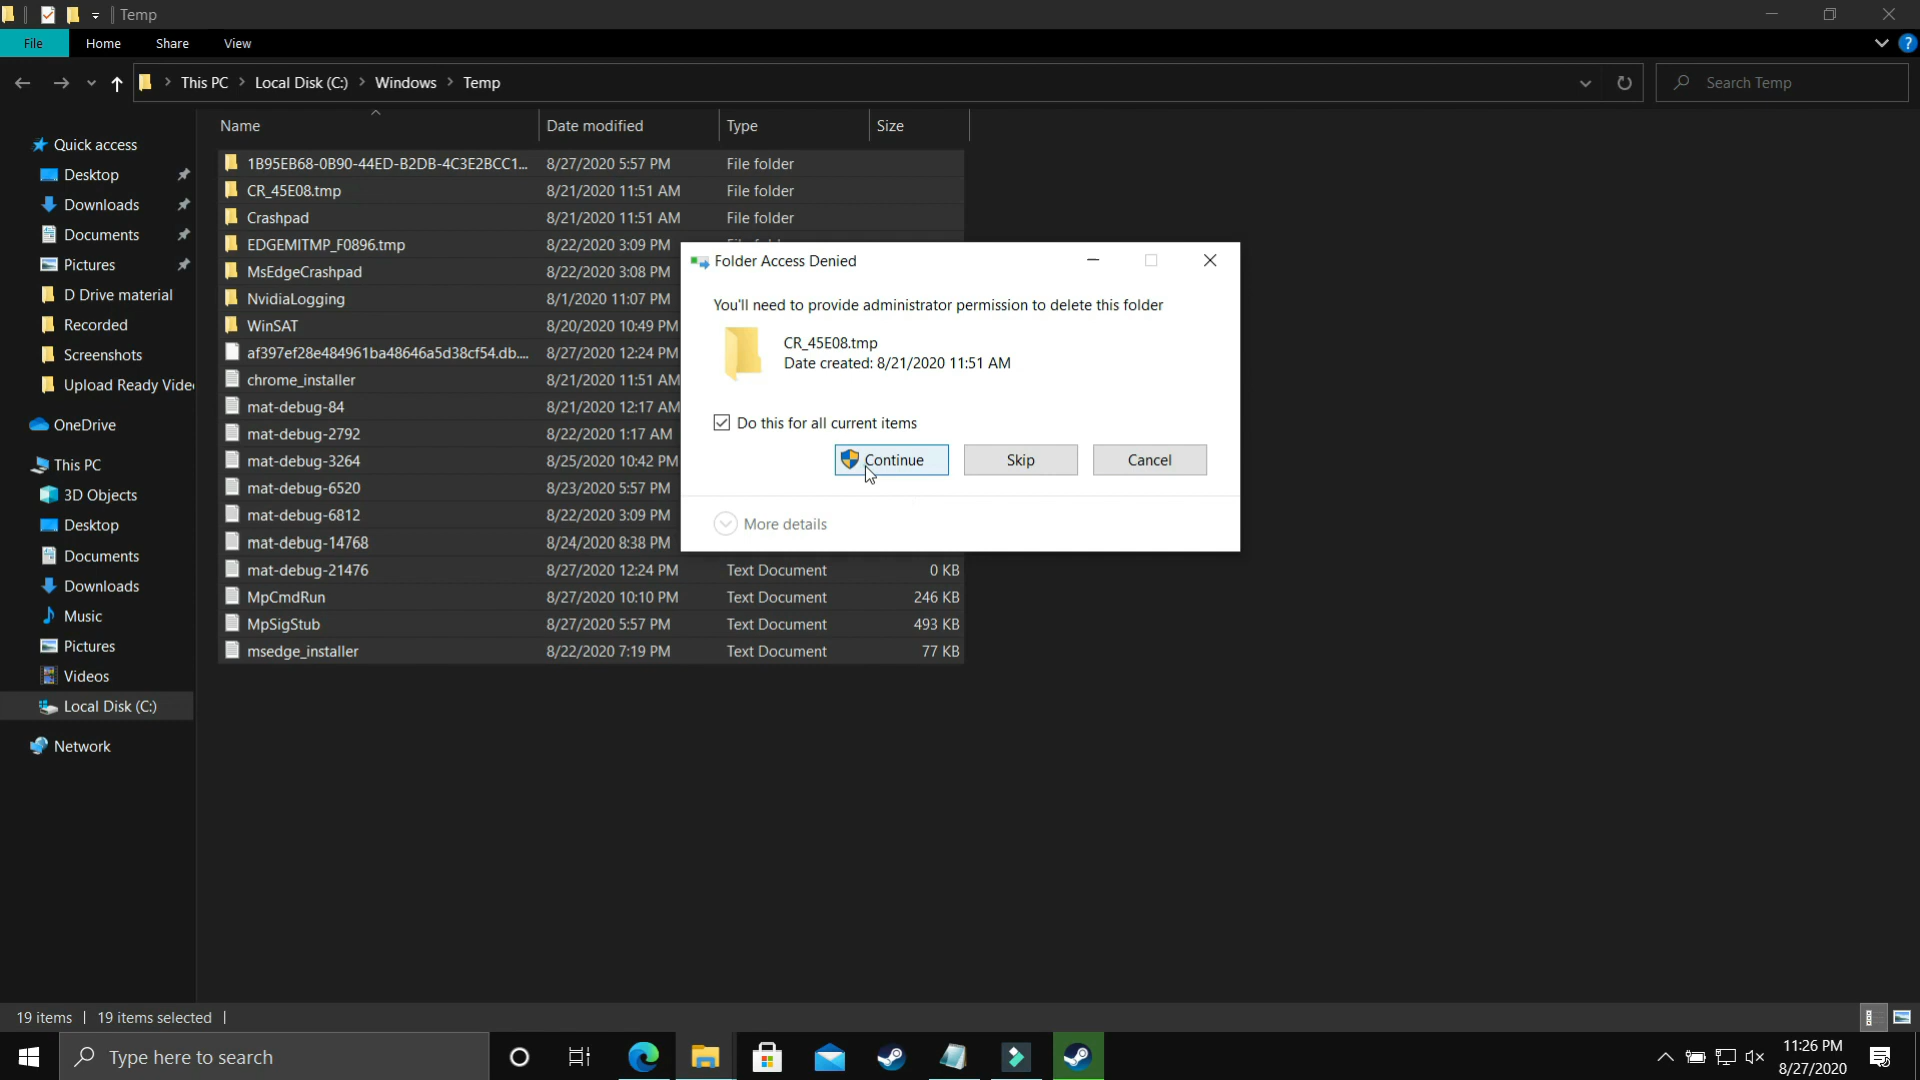 Temp
File Home Share View
This PC Local Disk (C:) Windows Temp
Search Temp
Name Date modified Type Size
Quick access
Desktop
Downloads
Documents
Pictures
D Drive material
Recorded
Screenshots
Upload Ready Vide
OneDrive
This PC
3D Objects
Desktop
Documents
Downloads
Music
Pictures
Videos
Local Disk (C:)
Network
1B95EB68-0B90-44ED-B2DB-4C3E2BCC1... 8/27/2020 5:57 PM File folder
CR_45E08.tmp 8/21/2020 11:51 AM File folder
Crashpad 8/21/2020 11:51 AM File folder
EDGEMITMP_F0896.tmp 8/22/2020 3:09 PM
MsEdgeCrashpad 8/22/2020 3:08 PM
NvidiaLogging 8/1/2020 11:07 PM
WinSAT 8/20/2020 10:49 PM
af397ef28e484961ba48646a5d38cf54.db.... 8/27/2020 12:24 PM
chrome_installer 8/21/2020 11:51 AM
mat-debug-84 8/21/2020 12:17 AM
mat-debug-2792 8/22/2020 1:17 AM
mat-debug-3264 8/25/2020 10:42 PM
mat-debug-6520 8/23/2020 5:57 PM
mat-debug-6812 8/22/2020 3:09 PM
mat-debug-14768 8/24/2020 8:38 PM
mat-debug-21476 8/27/2020 12:24 PM Text Document 0 KB
MpCmdRun 8/27/2020 10:10 PM Text Document 246 KB
MpSigStub 8/27/2020 5:57 PM Text Document 493 KB
msedge_installer 8/22/2020 7:19 PM Text Document 77 KB
Folder Access Denied
You'll need to provide administrator permission to delete this folder
CR_45E08.tmp
Date created: 8/21/2020 11:51 AM
Do this for all current items
Continue Skip Cancel
More details
19 items 19 items selected
Type here to search
11:26 PM
8/27/2020